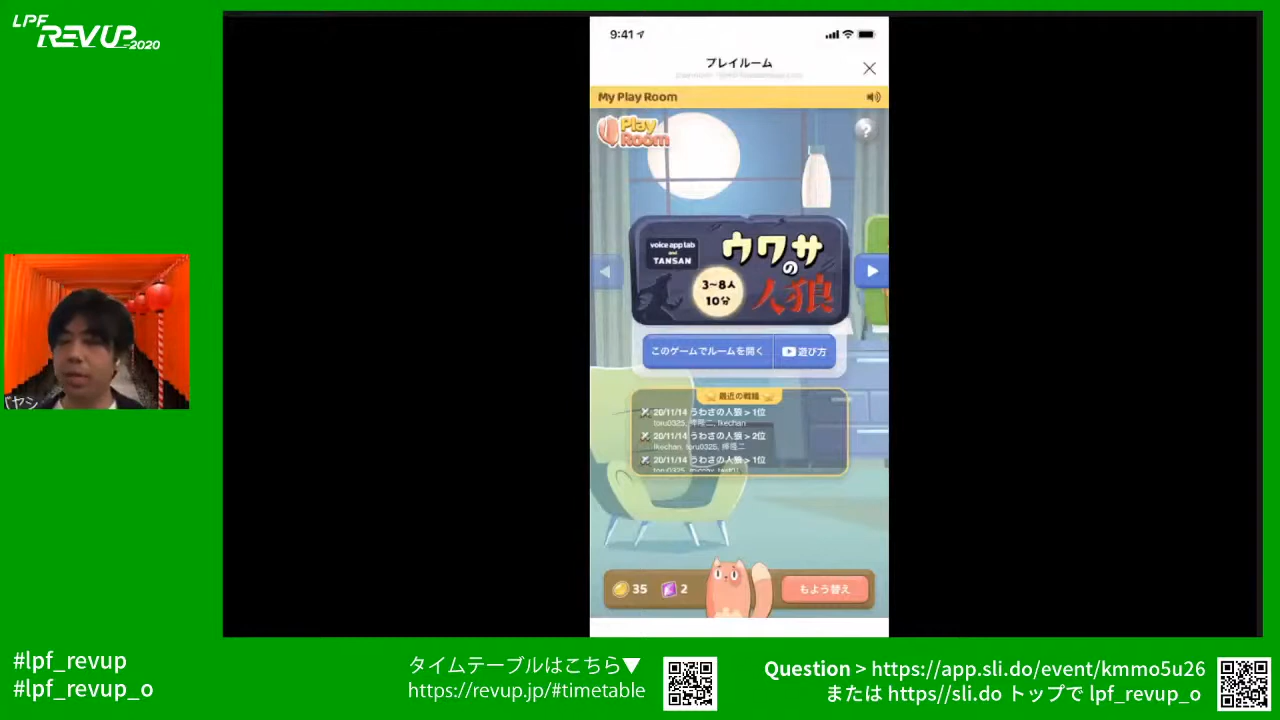 LPF
REVUP 2020
9:41
プレイルーム
My Play Room
Play
Room
?
voice app lab
and
TANSAN
ウワサ
の
人狼
3~8人
10分
このゲームでルームを開く
遊び方
最近の戦績
20/11/14 うわさの人狼 > 1位
20/11/14 うわさの人狼 > 2位
20/11/14 うわさの人狼 > 1位
35
2
もよう替え
バヤシ
#lpf_revup
#lpf_revup_o
タイムテーブルはこちら▼
https://revup.jp/#timetable
Question > https://app.sli.do/event/kmmo5u26
または https//sli.do トップで lpf_revup_o